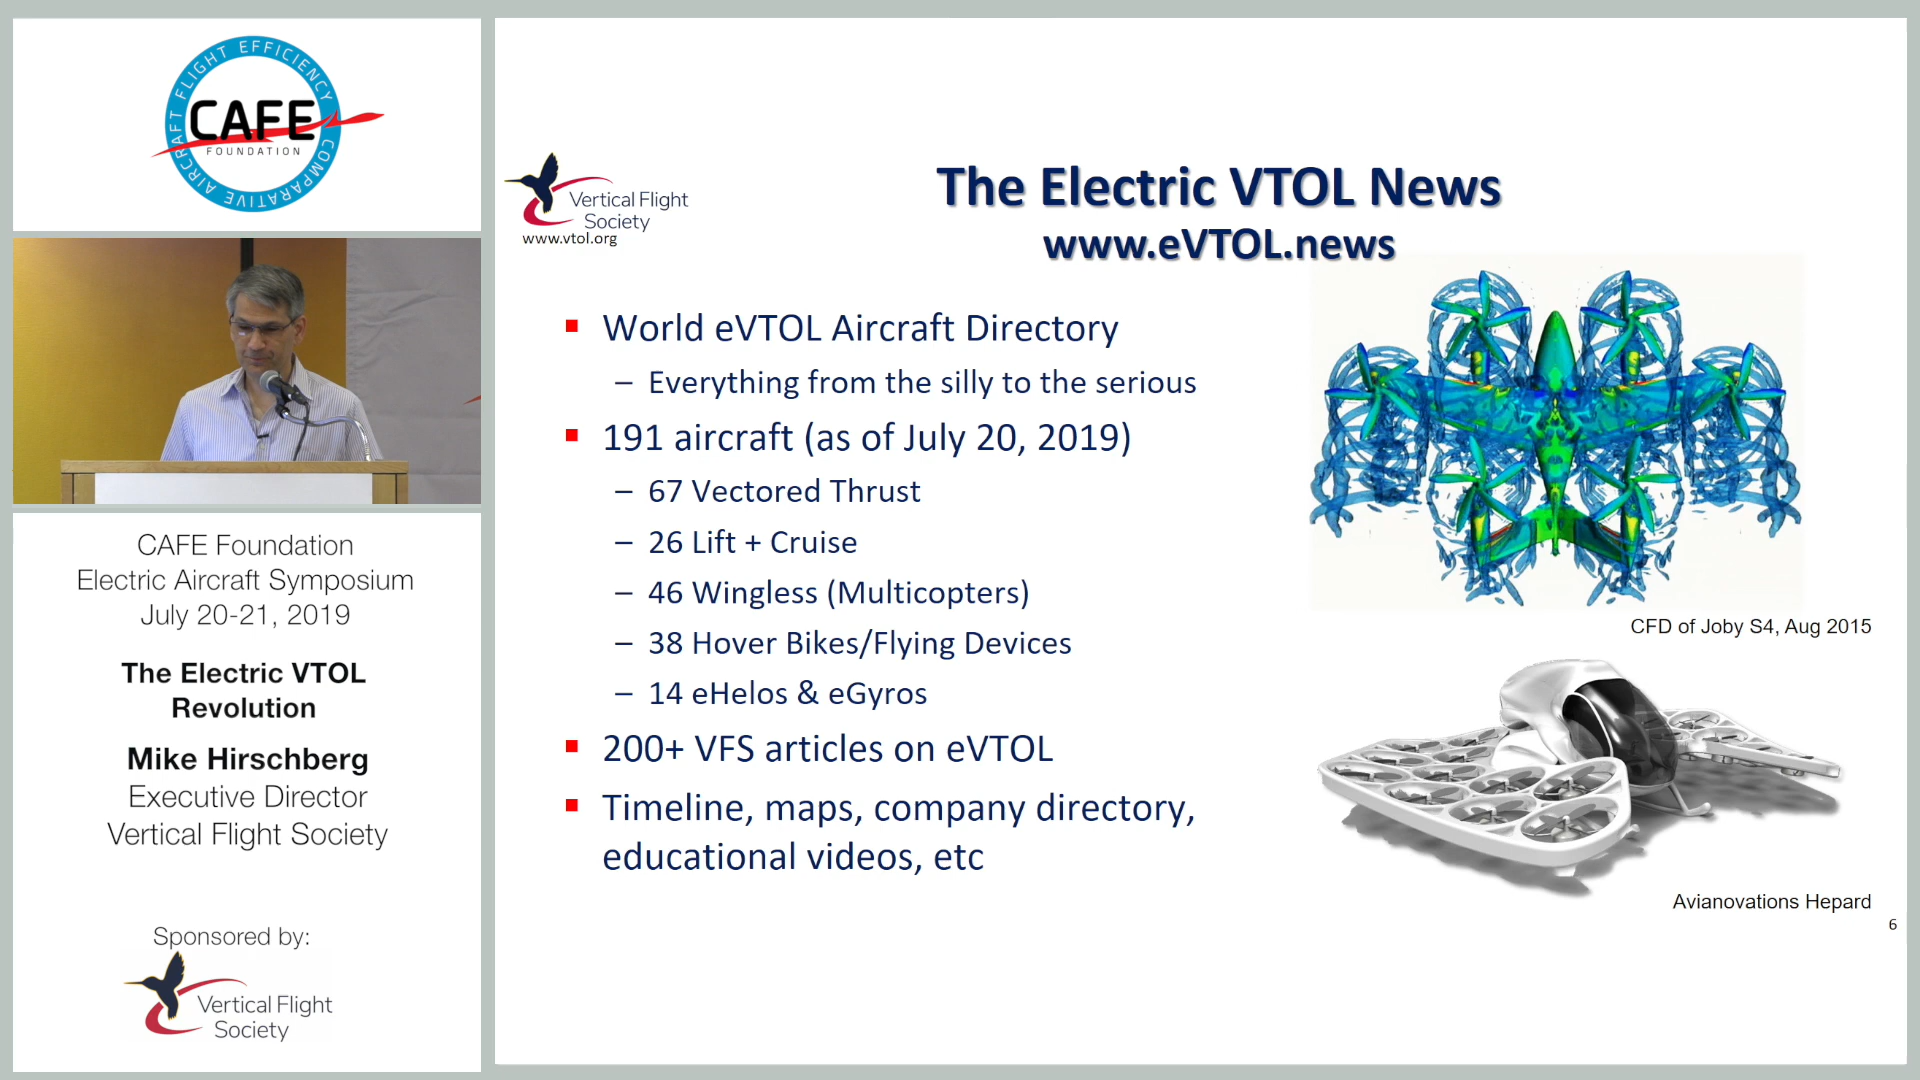 COMPARATIVE AIRCRAFT FLIGHT EFFICIENCY
CAFE
FOUNDATION
CAFE Foundation
Electric Aircraft Symposium
July 20-21, 2019
The Electric VTOL
Revolution
Mike Hirschberg
Executive Director
Vertical Flight Society
Sponsored by:
Vertical Flight
Society
Vertical Flight
Society
www.vtol.org
The Electric VTOL News
www.eVTOL.news
▪ World eVTOL Aircraft Directory
– Everything from the silly to the serious
▪ 191 aircraft (as of July 20, 2019)
– 67 Vectored Thrust
– 26 Lift + Cruise
– 46 Wingless (Multicopters)
– 38 Hover Bikes/Flying Devices
– 14 eHelos & eGyros
▪ 200+ VFS articles on eVTOL
▪ Timeline, maps, company directory,
educational videos, etc
CFD of Joby S4, Aug 2015
Avianovations Hepard
6